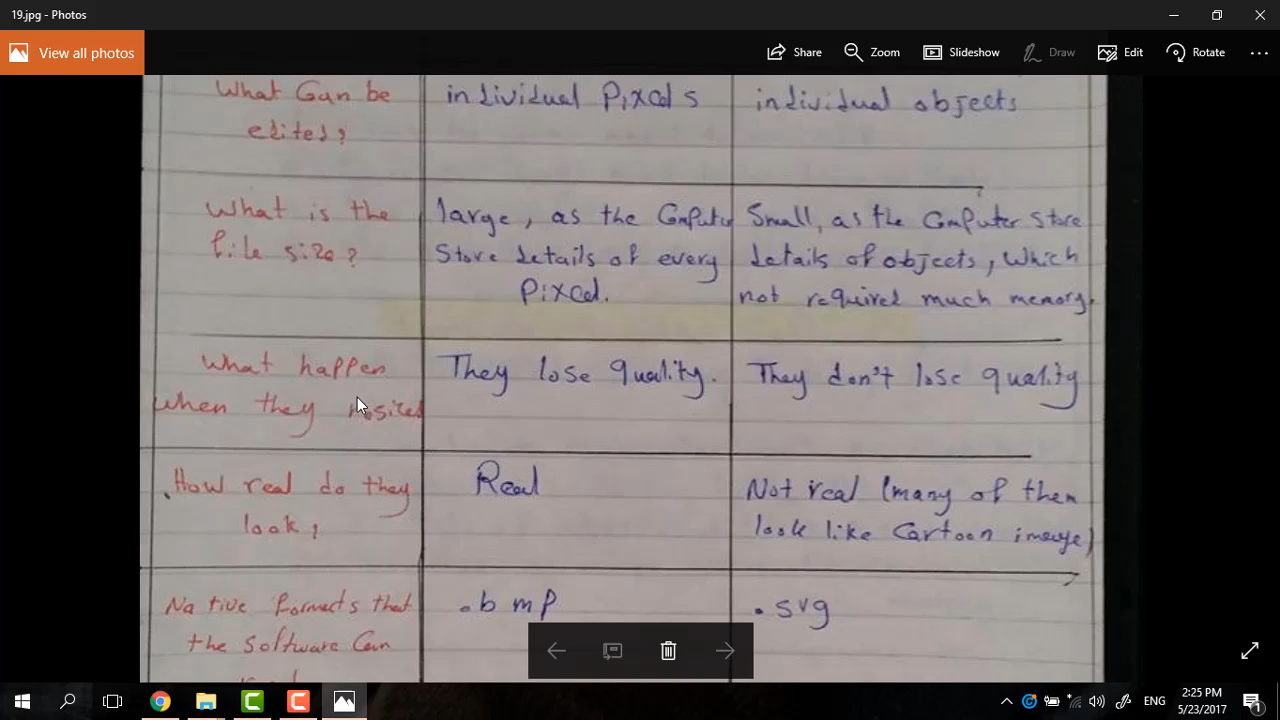 19.jpg - Photos
View all photos
Share
Zoom
Slideshow
Draw
Edit
Rotate
What Can be
edited?
individual Pixels
individual objects
What is the
file size?
large, as the Computer
Store details of every
Pixel.
Small, as the Computer Store
details of objects, which
not required much memory.
What happen
when they resized
They lose quality.
They don't lose quality
How real do they
look?
Real
Not real (many of them
look like Cartoon image)
Native formats that
the software Can
.bmp
.svg
ENG
2:25 PM
5/23/2017
1